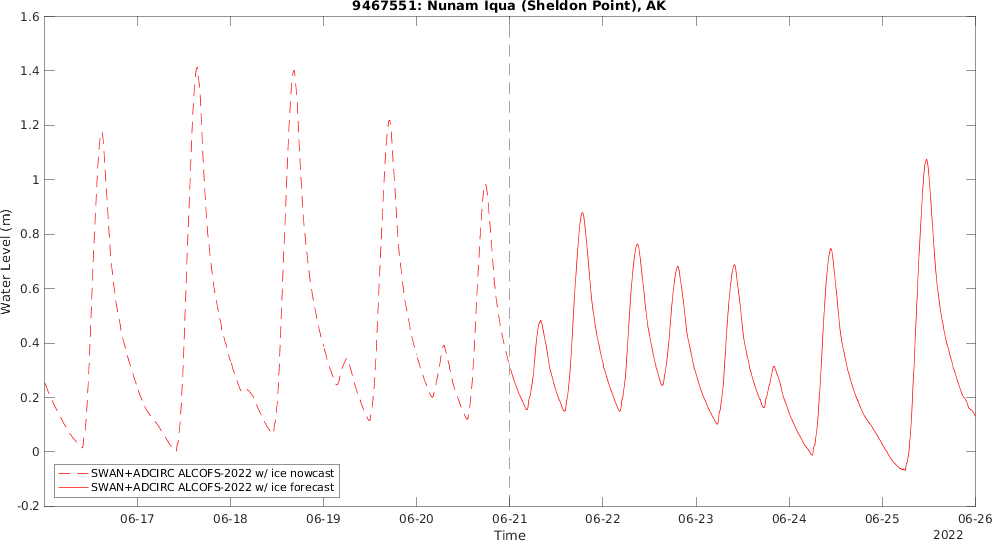 9467551: Nunam Iqua (Sheldon Point), AK
Water Level (m)
1.6
1.4
1.2
1
0.8
0.6
0.4
0.2
0
-0.2
SWAN+ADCIRC ALCOFS-2022 w/ ice nowcast
SWAN+ADCIRC ALCOFS-2022 w/ ice forecast
06-17 06-18 06-19 06-20 06-21 06-22 06-23 06-24 06-25 06-26
Time
2022